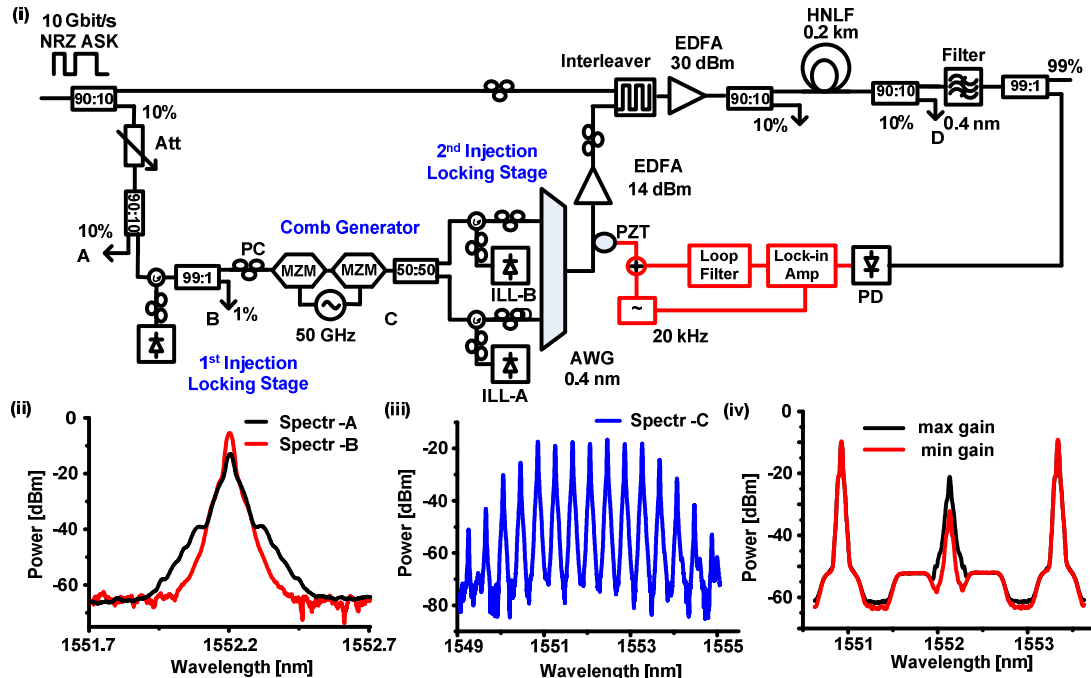 (i)
10 Gbit/s
NRZ ASK
90:10
10%
Att
90:10
10%
A
99:1
1%
B
1st Injection
Locking Stage
PC
Comb Generator
MZM
MZM
50 GHz
C
50:50
2nd Injection
Locking Stage
ILL-B
ILL-A
AWG
0.4 nm
Interleaver
EDFA
30 dBm
90:10
10%
HNLF
0.2 km
90:10
10%
D
Filter
0.4 nm
99:1
99%
EDFA
14 dBm
PZT
+
~
20 kHz
Loop
Filter
Lock-in
Amp
PD
(ii)
Spectr -A
Spectr -B
Power [dBm]
0
-20
-40
-60
1551.7
1552.2
1552.7
Wavelength [nm]
(iii)
Spectr -C
Power [dBm]
0
-20
-40
-60
-80
1549
1551
1553
1555
Wavelength [nm]
(iv)
max gain
min gain
Power [dBm]
0
-20
-40
-60
1551
1552
1553
Wavelength [nm]